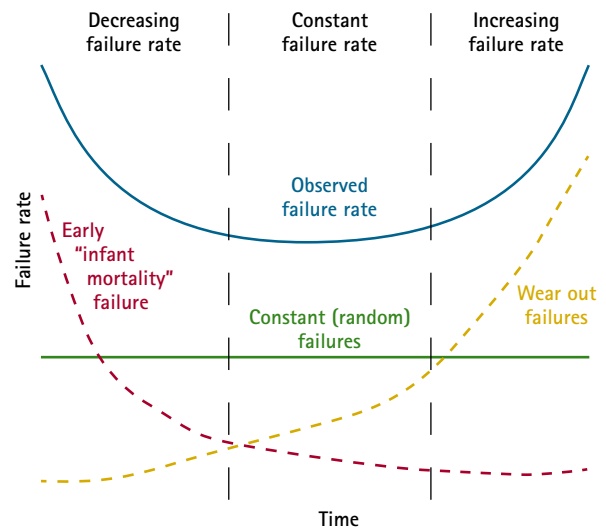 Decreasing
failure rate
Constant
failure rate
Increasing
failure rate
Observed
failure rate
Early
“infant
mortality”
failure
Wear out
failures
Constant (random)
failures
Failure rate
Time